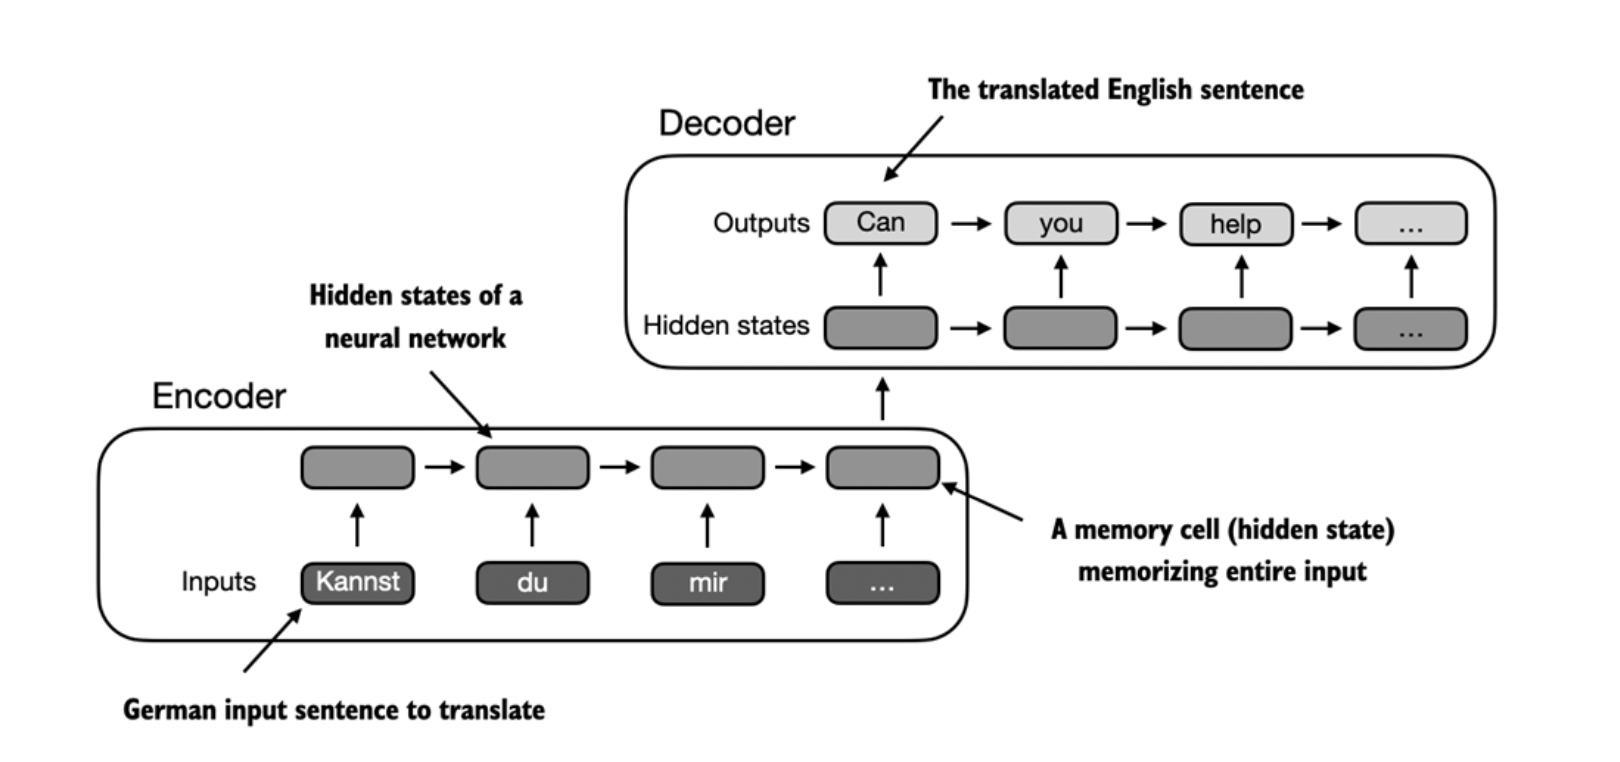 The translated English sentence
Decoder
Outputs Can you help ...
Hidden states ...
Hidden states of a
neural network
Encoder
Inputs Kannst du mir ...
A memory cell (hidden state)
memorizing entire input
German input sentence to translate